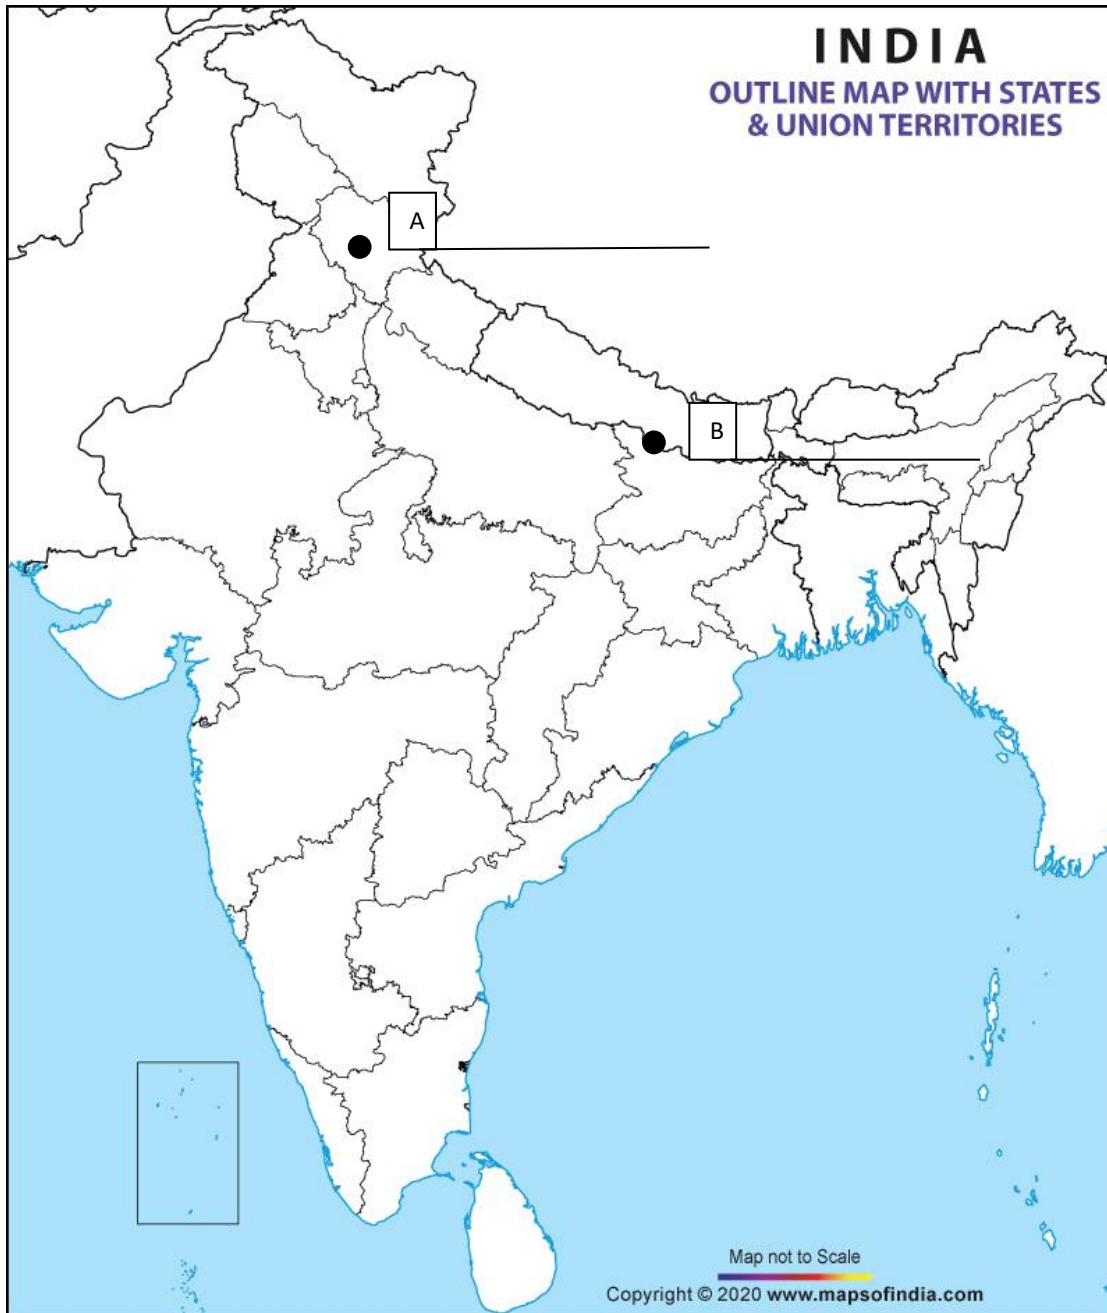 INDIA
OUTLINE MAP WITH STATES
& UNION TERRITORIES
A
B
Map not to Scale
Copyright © 2020 www.mapsofindia.com